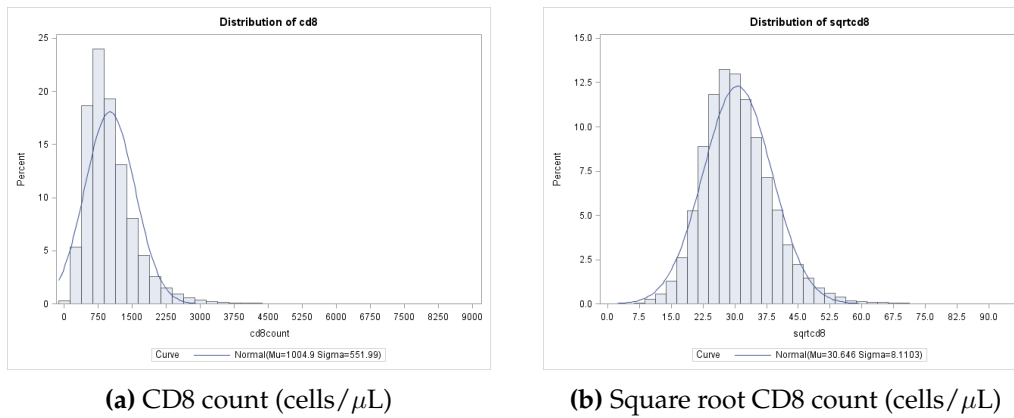 Distribution of cd8
25
20
15
10
5
0
Percent
0 750 1500 2250 3000 3750 4500 5250 6000 6750 7500 8250 9000
cd8count
Curve Normal(Mu=1004.9 Sigma=551.99)
(a) CD8 count (cells/μL)
Distribution of sqrtcd8
15.0
12.5
10.0
7.5
5.0
2.5
0.0
Percent
0.0 7.5 15.0 22.5 30.0 37.5 45.0 52.5 60.0 67.5 75.0 82.5 90.0
sqrtcd8
Curve Normal(Mu=30.646 Sigma=8.1103)
(b) Square root CD8 count (cells/μL)